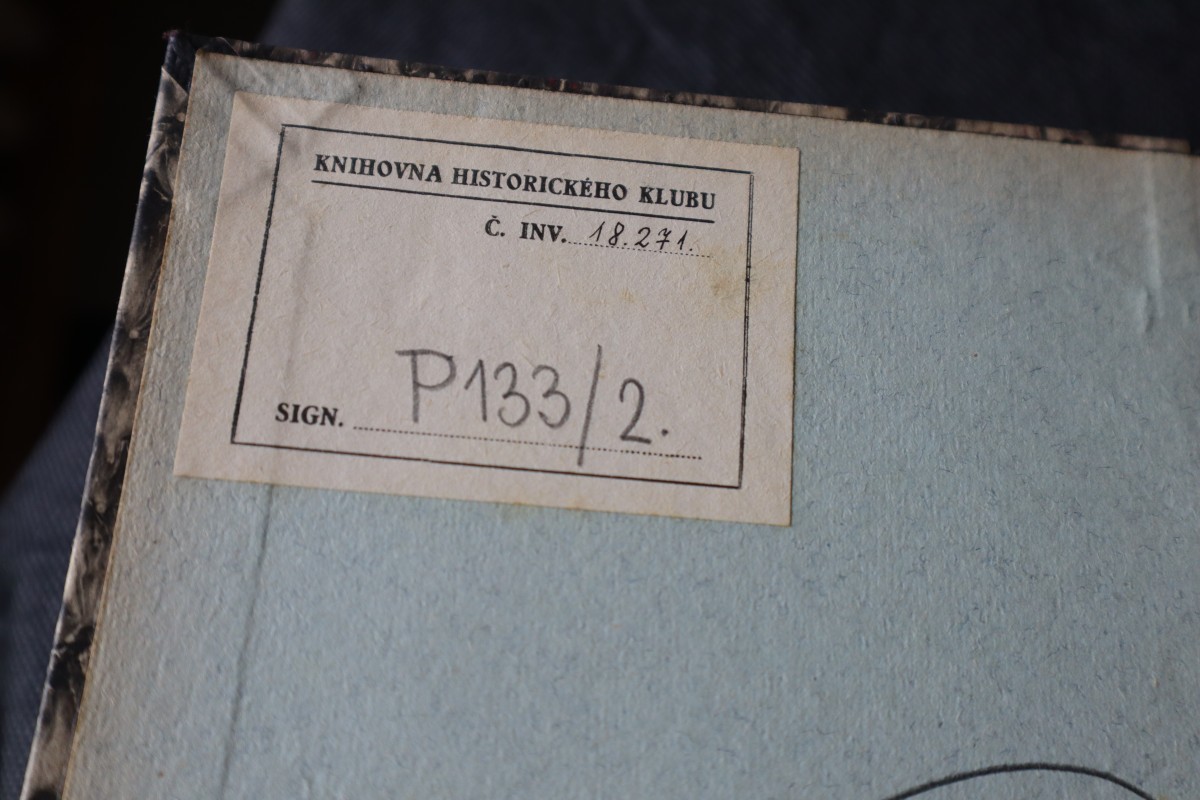 KNIHOVNA HISTORICKÉHO KLUBU
Č. INV. 18.271.
SIGN. P133/2.